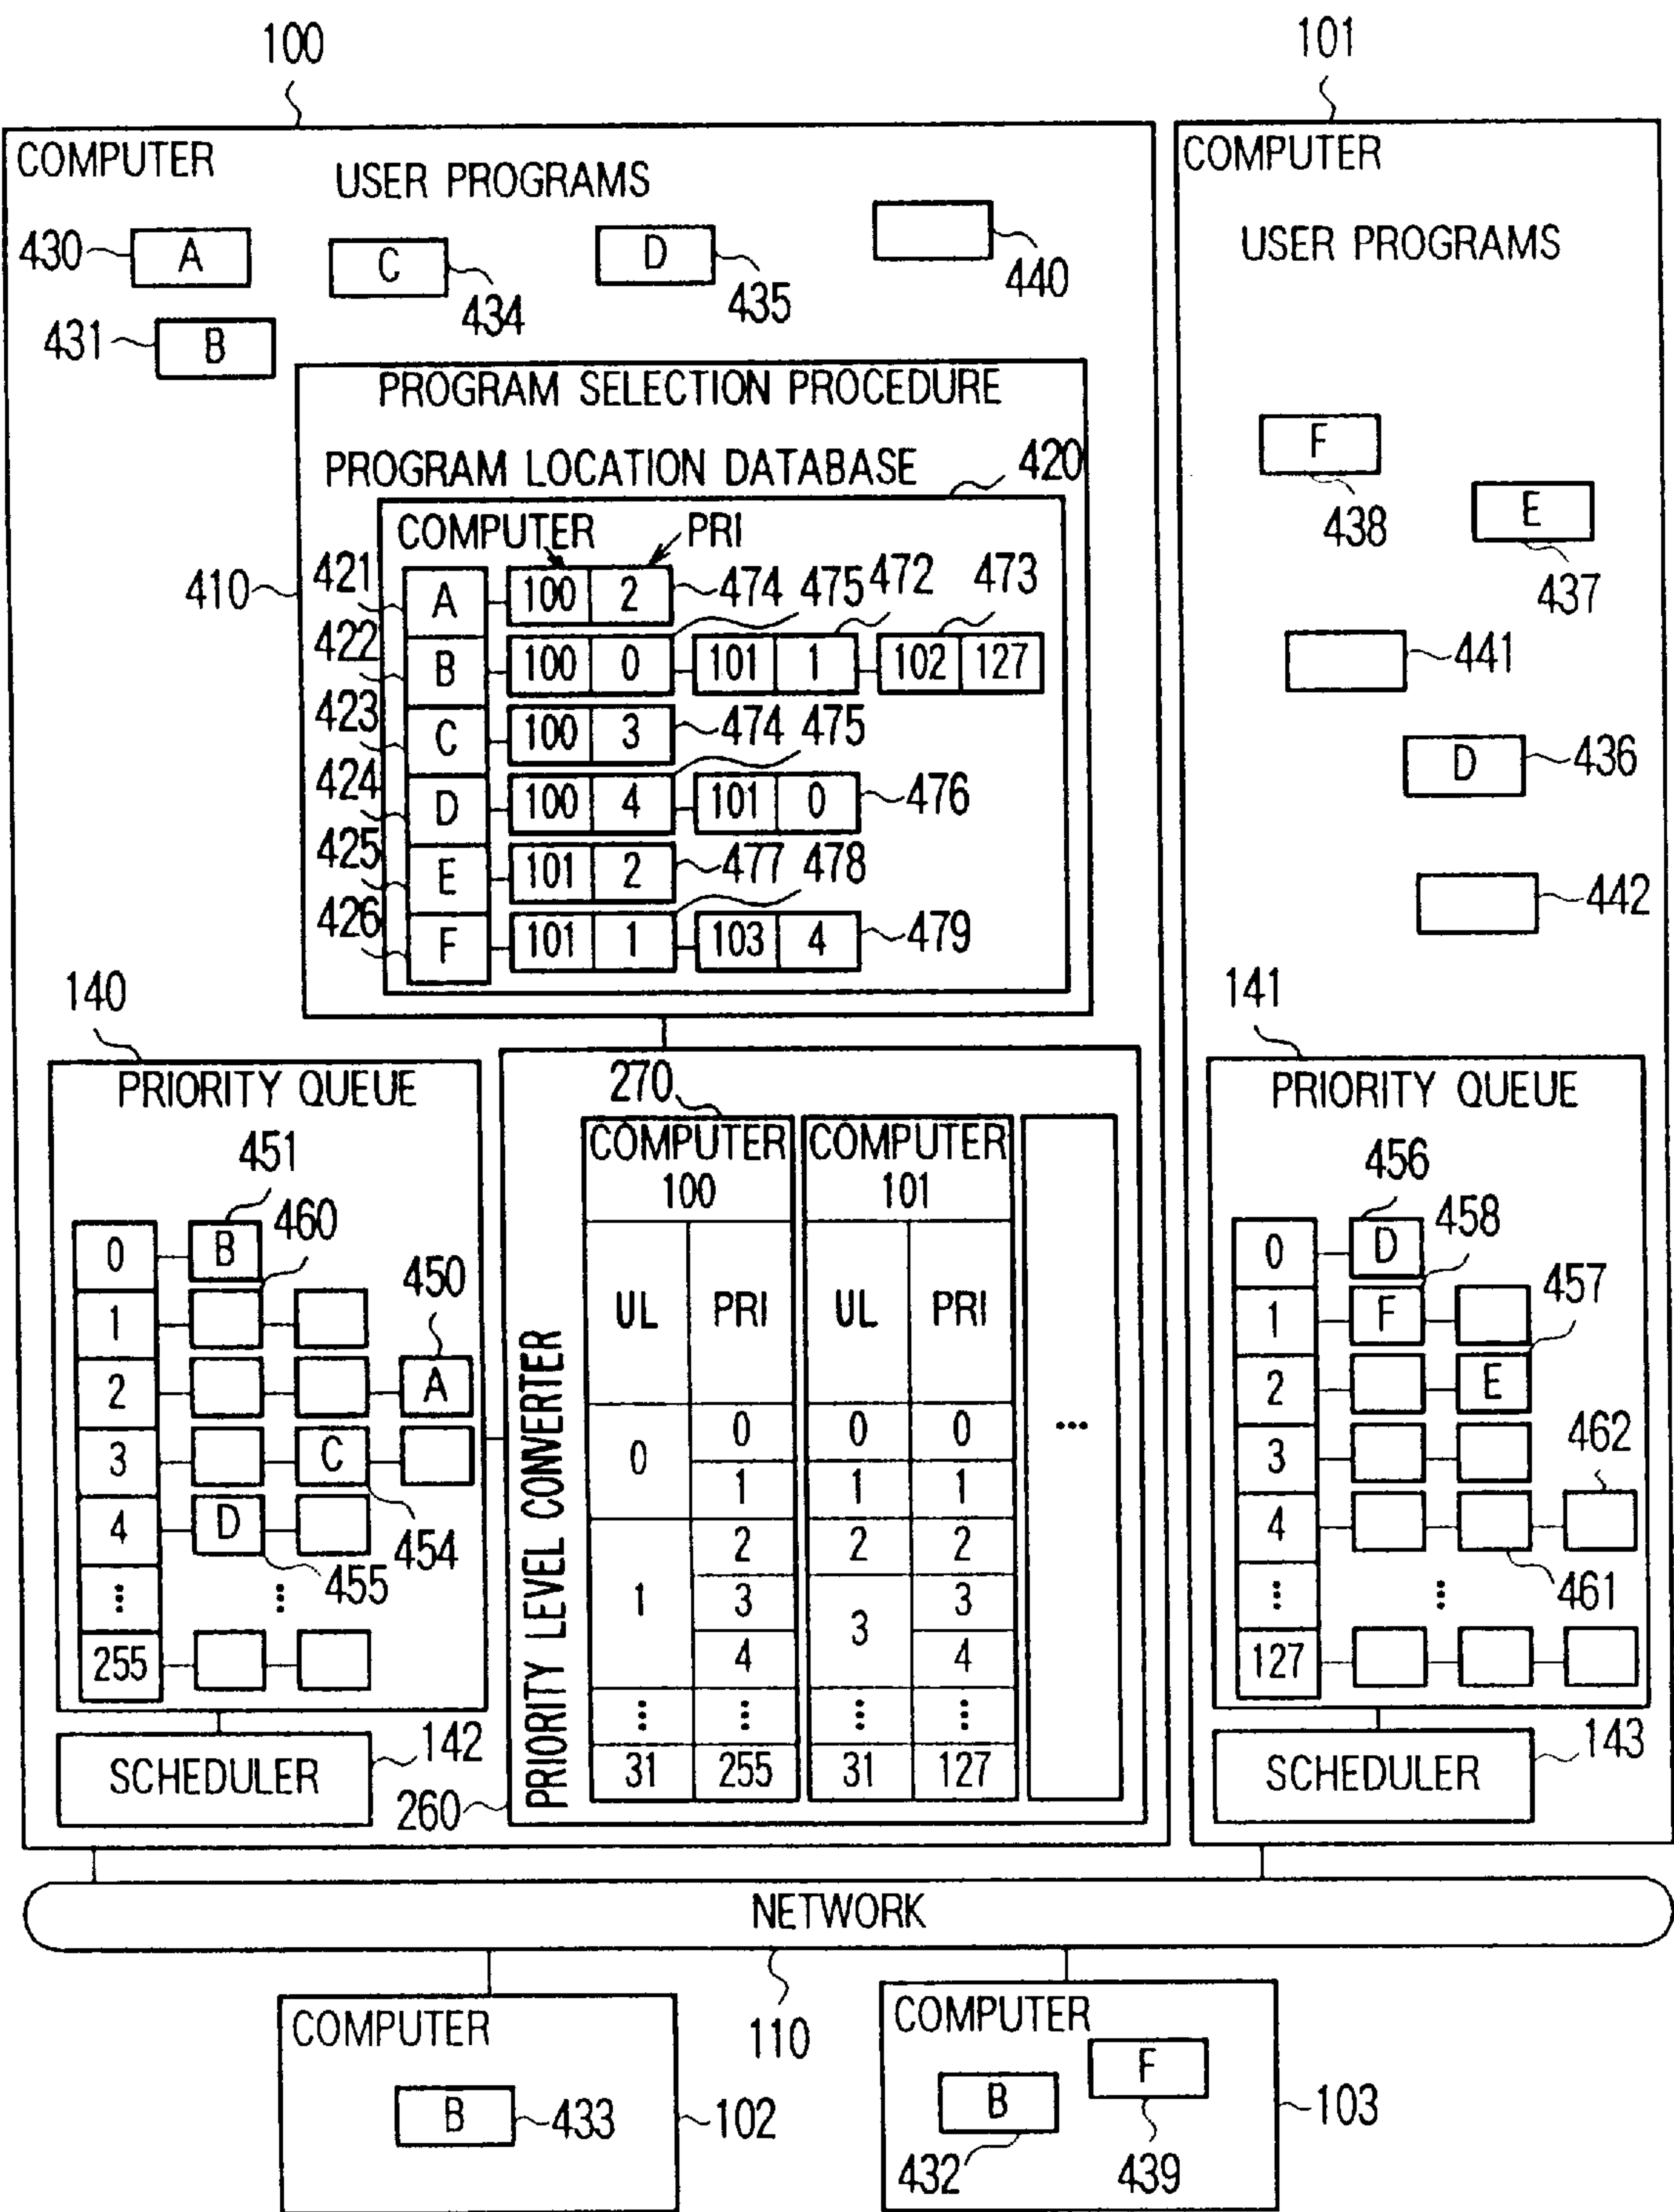 100
101
COMPUTER
USER PROGRAMS
430 A
C 434
D 435
440
431 B
PROGRAM SELECTION PROCEDURE
PROGRAM LOCATION DATABASE 420
COMPUTER PRI
410
421 A 100 2 474
422 B 100 0 475 101 1 472 102 127 473
423 C 100 3 474
424 D 100 4 475 101 0 476
425 E 101 2 477
426 F 101 1 478 103 4 479
140
PRIORITY QUEUE
451
460
450
0 B
1
2 A
3 C
4 D
454
455
⋮ ⋮
255
SCHEDULER 142
260
PRIORITY LEVEL CONVERTER
270
COMPUTER 100
COMPUTER 101
UL PRI UL PRI
0 0 0 0
1 1 1
1 2 2 2
3 3 3
4 4
⋮ ⋮ ⋮ ⋮
31 255 31 127
...
COMPUTER
USER PROGRAMS
F
438
E
437
441
D 436
442
141
PRIORITY QUEUE
456
458
457
0 D
1 F
2 E
3
462
4
461
⋮ ⋮
127
SCHEDULER 143
NETWORK
110
COMPUTER
B 433
102
COMPUTER
F
439
B
432
103